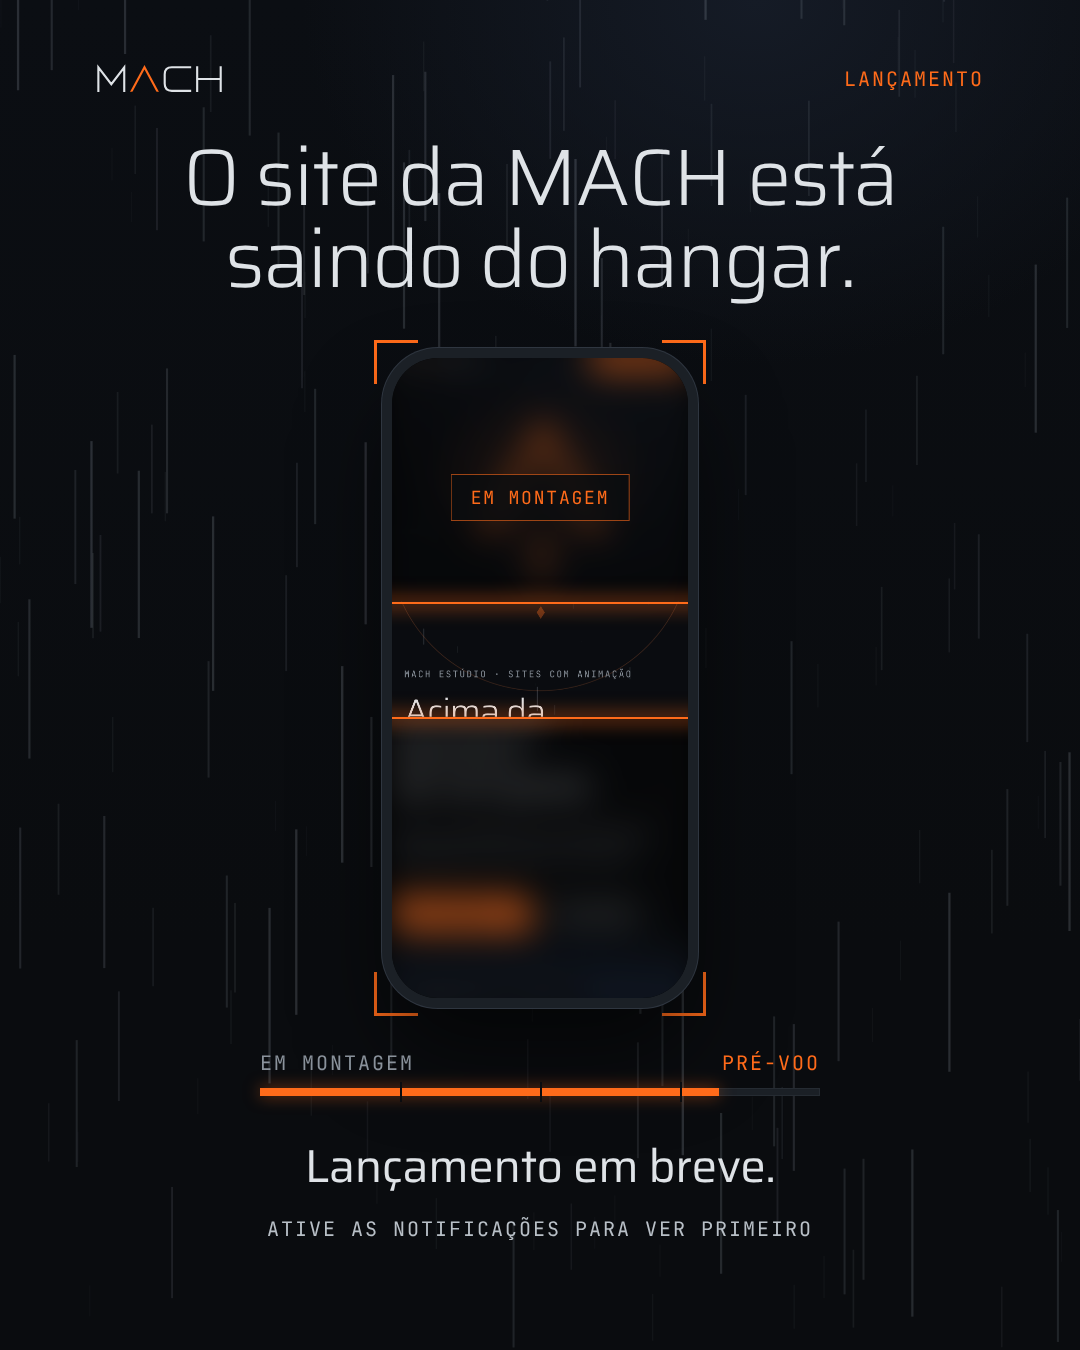 MACH
LANÇAMENTO
O site da MACH está
saindo do hangar.
EM MONTAGEM
MACH ESTÚDIO · SITES COM ANIMAÇÃO
Acima da
EM MONTAGEM
PRÉ-VOO
Lançamento em breve.
ATIVE AS NOTIFICAÇÕES PARA VER PRIMEIRO